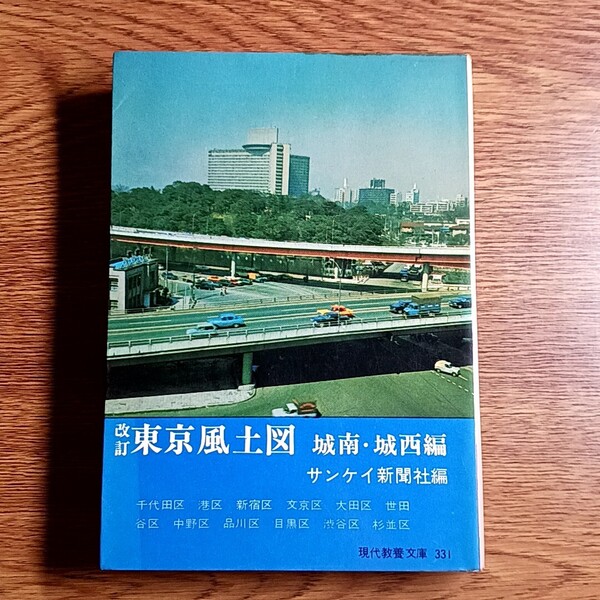 改訂 東京風土図 城南・城西編
サンケイ新聞社編
千代田区 港区 新宿区 文京区 大田区 世田
谷区 中野区 品川区 目黒区 渋谷区 杉並区
現代教養文庫 331